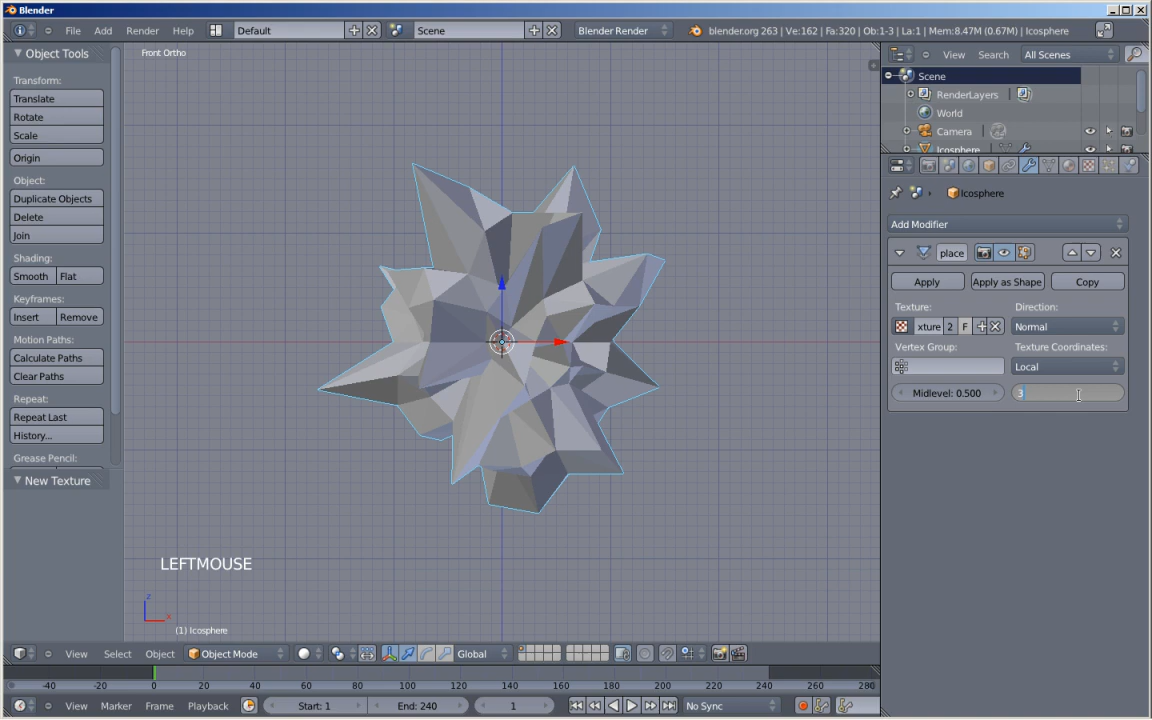 Blender
File Add Render Help Default Scene Blender Render blender.org 263 | Ve:162 | Fa:320 | Ob:1-3 | La:1 | Mem:8.47M (0.67M) | Icosphere
Object Tools
Front Ortho
View Search All Scenes
Transform:
Scene
Translate
RenderLayers
Rotate
World
Scale
Camera
Icosphere
Origin
Object:
Icosphere
Duplicate Objects
Delete
Add Modifier
Join
place
Shading:
Smooth Flat
Apply Apply as Shape Copy
Keyframes:
Texture: Direction:
Insert Remove
xture 2 F Normal
Motion Paths:
Vertex Group: Texture Coordinates:
Calculate Paths
Local
Clear Paths
Midlevel: 0.500 3
Repeat:
Repeat Last
History...
Grease Pencil:
New Texture
LEFTMOUSE
z
x
(1) Icosphere
View Select Object Object Mode Global
-40 -20 0 20 40 60 80 100 120 140 160 180 200 220 240 260 280
View Marker Frame Playback Start: 1 End: 240 1 No Sync